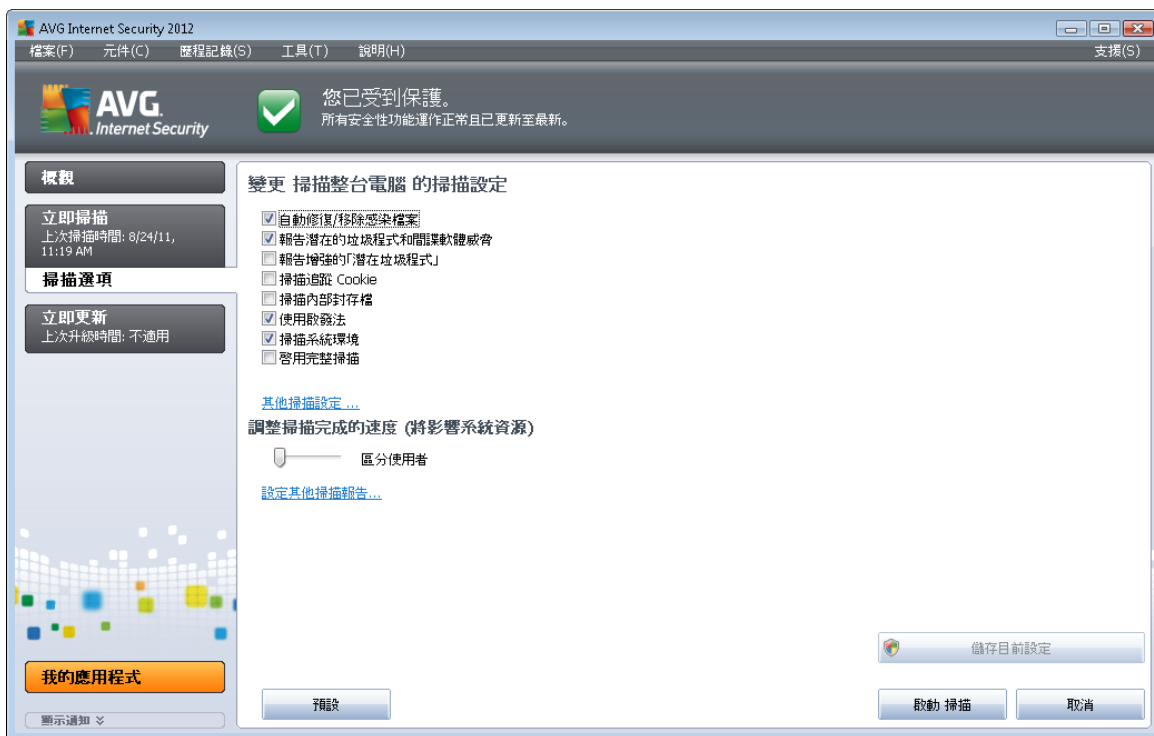 AVG Internet Security 2012
檔案(F) 元件(C) 歷程記錄(S) 工具(T) 說明(H) 支援(S)
AVG.
Internet Security
您已受到保護。
所有安全性功能運作正常且已更新至最新。
概觀
立即掃描
上次掃描時間: 8/24/11,
11:19 AM
掃描選項
立即更新
上次升級時間: 不適用
變更 掃描整台電腦 的掃描設定
自動修復/移除感染檔案
報告潛在的垃圾程式和間諜軟體威脅
報告增強的「潛在垃圾程式」
掃描追蹤 Cookie
掃描內部封存檔
使用啟發法
掃描系統環境
啓用完整掃描
其他掃描設定 ...
調整掃描完成的速度 (將影響系統資源)
區分使用者
設定其他掃描報告...
儲存目前設定
我的應用程式
顯示通知
預設
啟動 掃描
取消